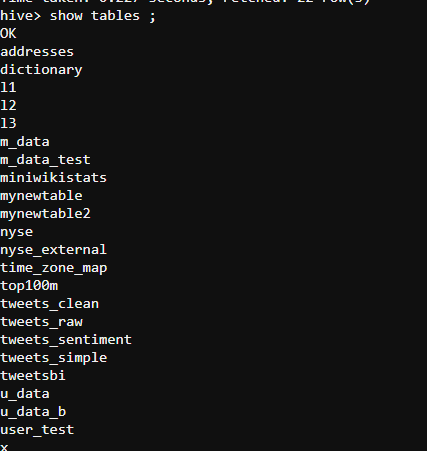 Time taken: 0.227 seconds, Fetched: 22 row(s)
hive> show tables ;
OK
addresses
dictionary
l1
l2
l3
m_data
m_data_test
miniwikistats
mynewtable
mynewtable2
nyse
nyse_external
time_zone_map
top100m
tweets_clean
tweets_raw
tweets_sentiment
tweets_simple
tweetsbi
u_data
u_data_b
user_test
x